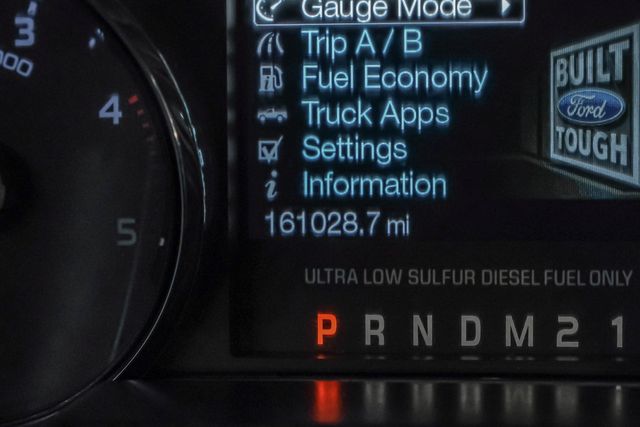 Gauge Mode
Trip A / B
Fuel Economy
Truck Apps
Settings
Information
161028.7 mi
BUILT
Ford
TOUGH
ULTRA LOW SULFUR DIESEL FUEL ONLY
P R N D M 2 1
3
000
4
5